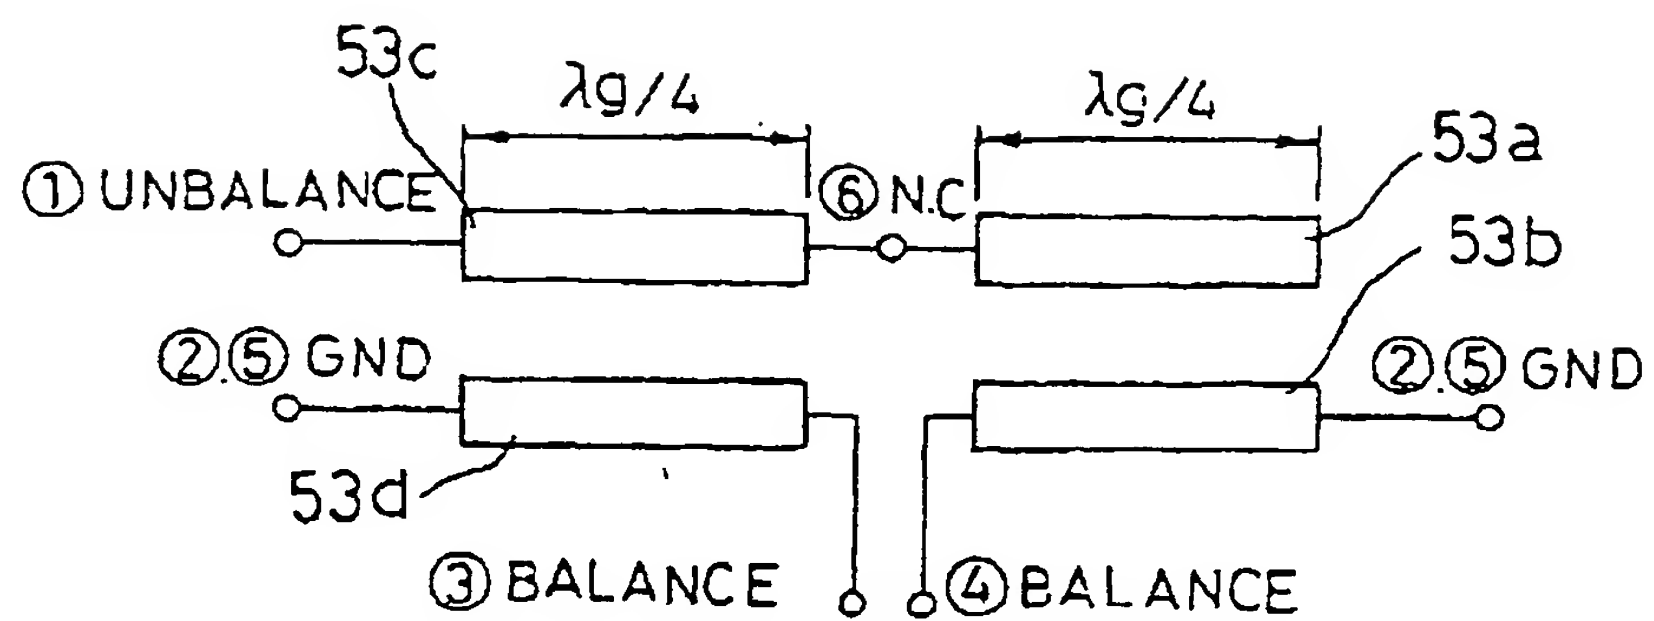 53c
λg/4 λg/4
53a
① UNBALANCE ⑥ N.C
53b
②.⑤ GND ②.⑤ GND
53d
③ BALANCE ④ BALANCE